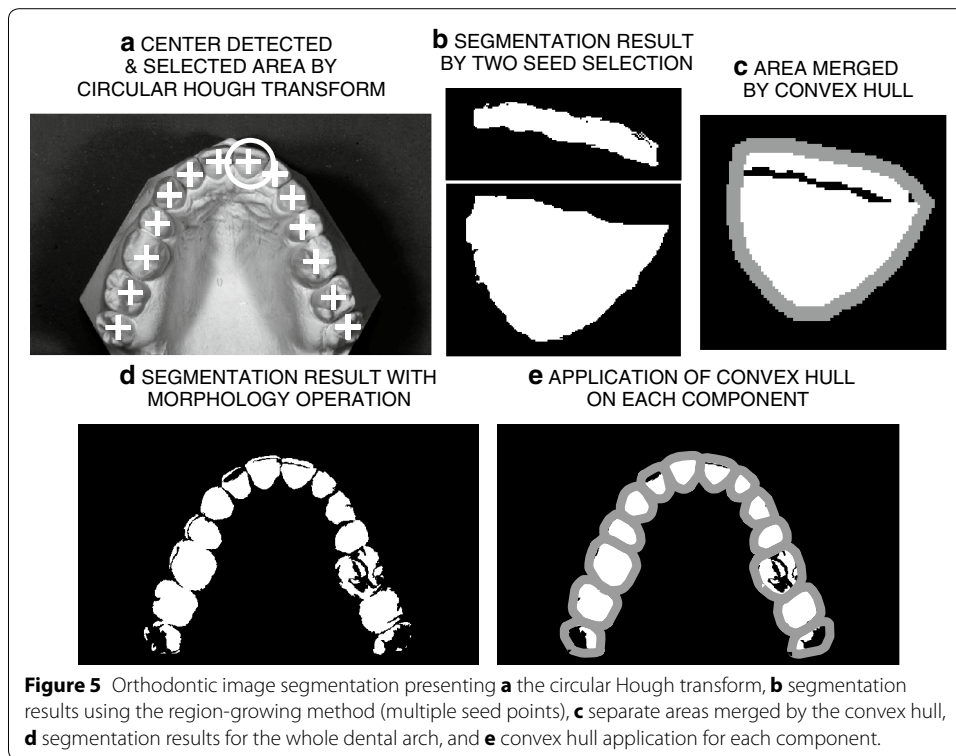 a CENTER DETECTED
& SELECTED AREA BY
CIRCULAR HOUGH TRANSFORM
b SEGMENTATION RESULT
BY TWO SEED SELECTION
c AREA MERGED
BY CONVEX HULL
d SEGMENTATION RESULT WITH
MORPHOLOGY OPERATION
e APPLICATION OF CONVEX HULL
ON EACH COMPONENT
Figure 5 Orthodontic image segmentation presenting a the circular Hough transform, b segmentation
results using the region-growing method (multiple seed points), c separate areas merged by the convex hull,
d segmentation results for the whole dental arch, and e convex hull application for each component.